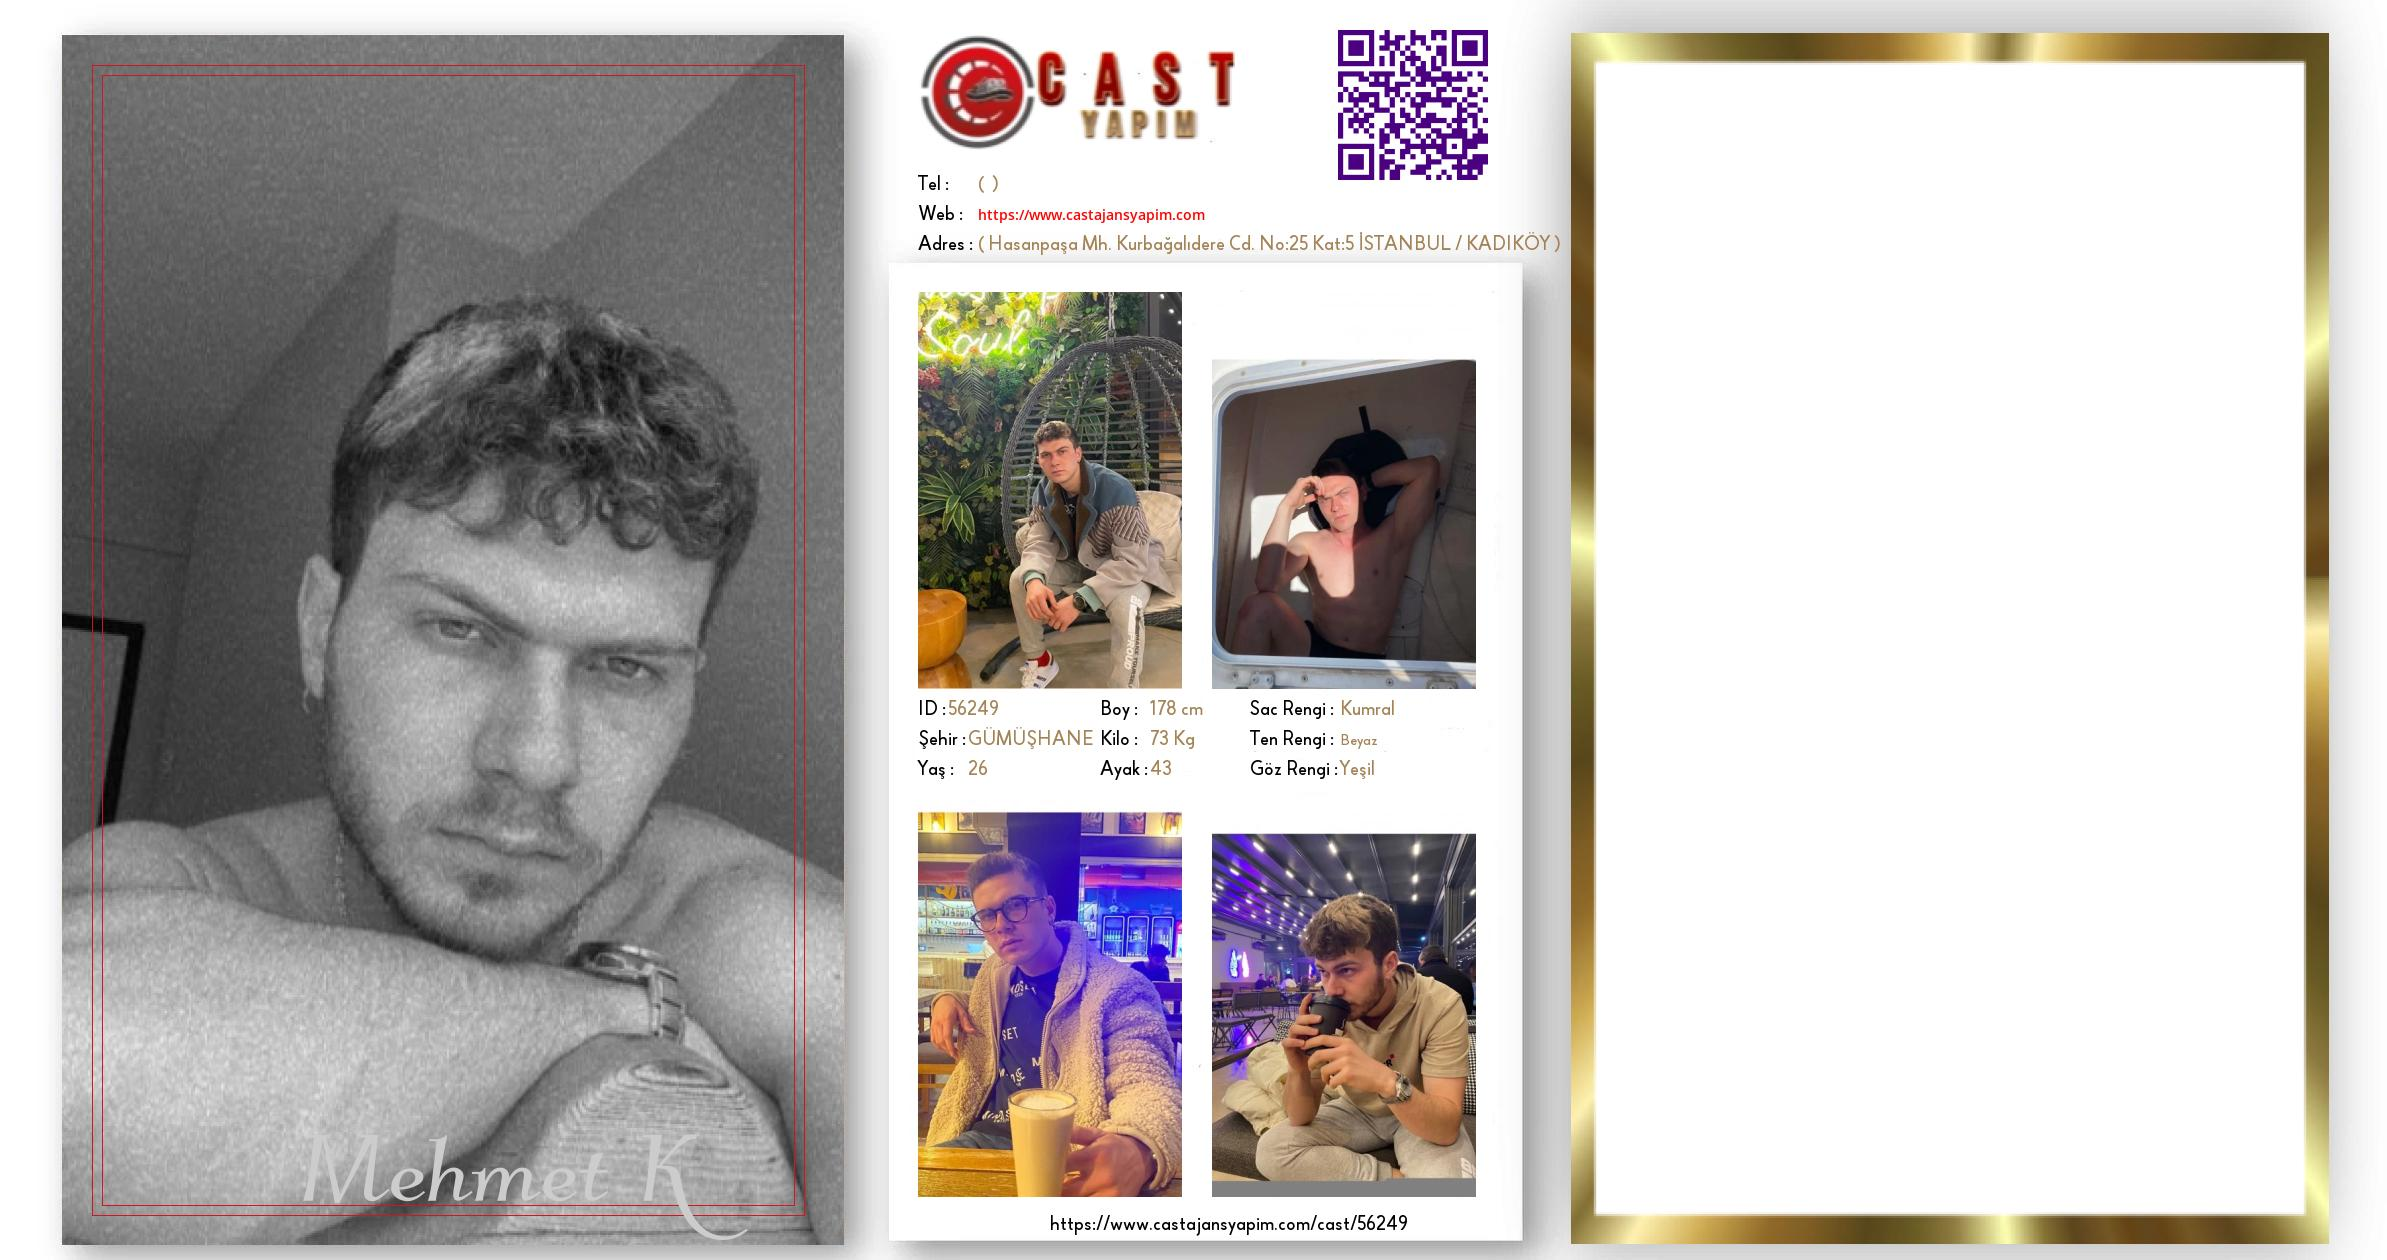 Mehmet K
CAST
YAPIM
Tel : ( )
Web : https://www.castajansyapim.com
Adres : ( Hasanpaşa Mh. Kurbağalıdere Cd. No:25 Kat:5 İSTANBUL / KADIKÖY )
Soul
ID : 56249 Boy : 178 cm Sac Rengi : Kumral
Şehir : GÜMÜŞHANE Kilo : 73 Kg Ten Rengi : Beyaz
Yaş : 26 Ayak : 43 Göz Rengi : Yeşil
SET
https://www.castajansyapim.com/cast/56249